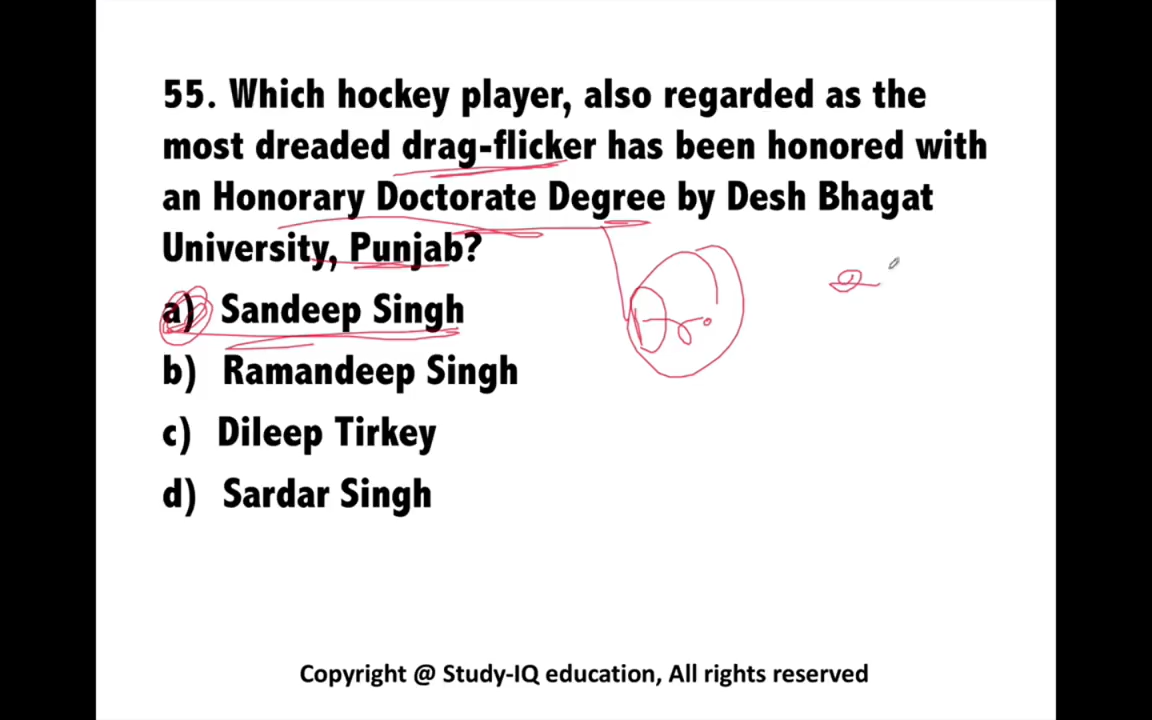 55. Which hockey player, also regarded as the
most dreaded drag-flicker has been honored with
an Honorary Doctorate Degree by Desh Bhagat
University, Punjab?
a) Sandeep Singh
Dr.
b) Ramandeep Singh
c) Dileep Tirkey
d) Sardar Singh
Copyright @ Study-IQ education, All rights reserved